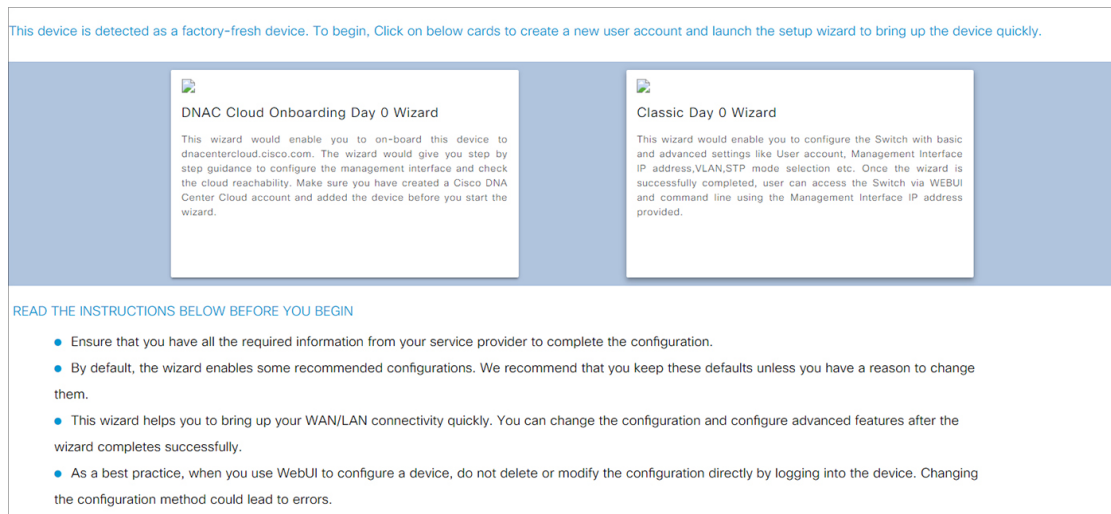 This device is detected as a factory-fresh device. To begin, Click on below cards to create a new user account and launch the setup wizard to bring up the device quickly.
DNAC Cloud Onboarding Day 0 Wizard
This wizard would enable you to on-board this device to
dnacentercloud.cisco.com. The wizard would give you step by
step guidance to configure the management interface and check
the cloud reachability. Make sure you have created a Cisco DNA
Center Cloud account and added the device before you start the
wizard.
Classic Day 0 Wizard
This wizard would enable you to configure the Switch with basic
and advanced settings like User account, Management Interface
IP address,VLAN,STP mode selection etc. Once the wizard is
successfully completed, user can access the Switch via WEBUI
and command line using the Management Interface IP address
provided.
READ THE INSTRUCTIONS BELOW BEFORE YOU BEGIN
● Ensure that you have all the required information from your service provider to complete the configuration.
● By default, the wizard enables some recommended configurations. We recommend that you keep these defaults unless you have a reason to change
them.
● This wizard helps you to bring up your WAN/LAN connectivity quickly. You can change the configuration and configure advanced features after the
wizard completes successfully.
● As a best practice, when you use WebUI to configure a device, do not delete or modify the configuration directly by logging into the device. Changing
the configuration method could lead to errors.